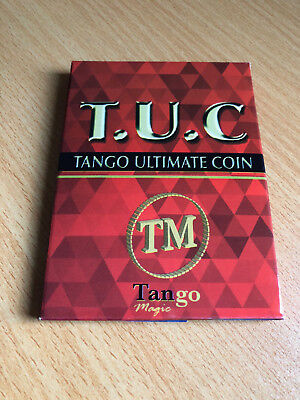 T.U.C
TANGO ULTIMATE COIN
TM
Tango
Magic